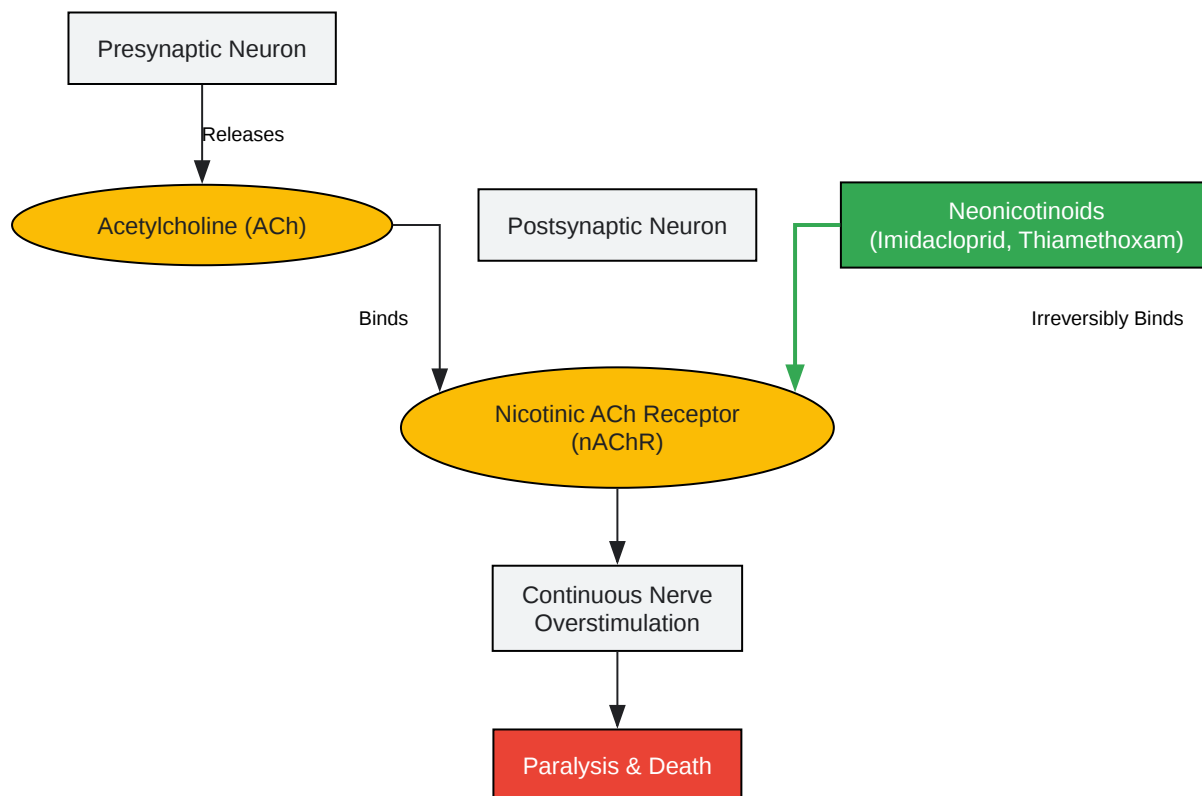 Presynaptic Neuron
Releases
Acetylcholine (ACh)
Postsynaptic Neuron
Neonicotinoids
(Imidacloprid, Thiamethoxam)
Binds
Irreversibly Binds
Nicotinic ACh Receptor
(nAChR)
Continuous Nerve
Overstimulation
Paralysis & Death